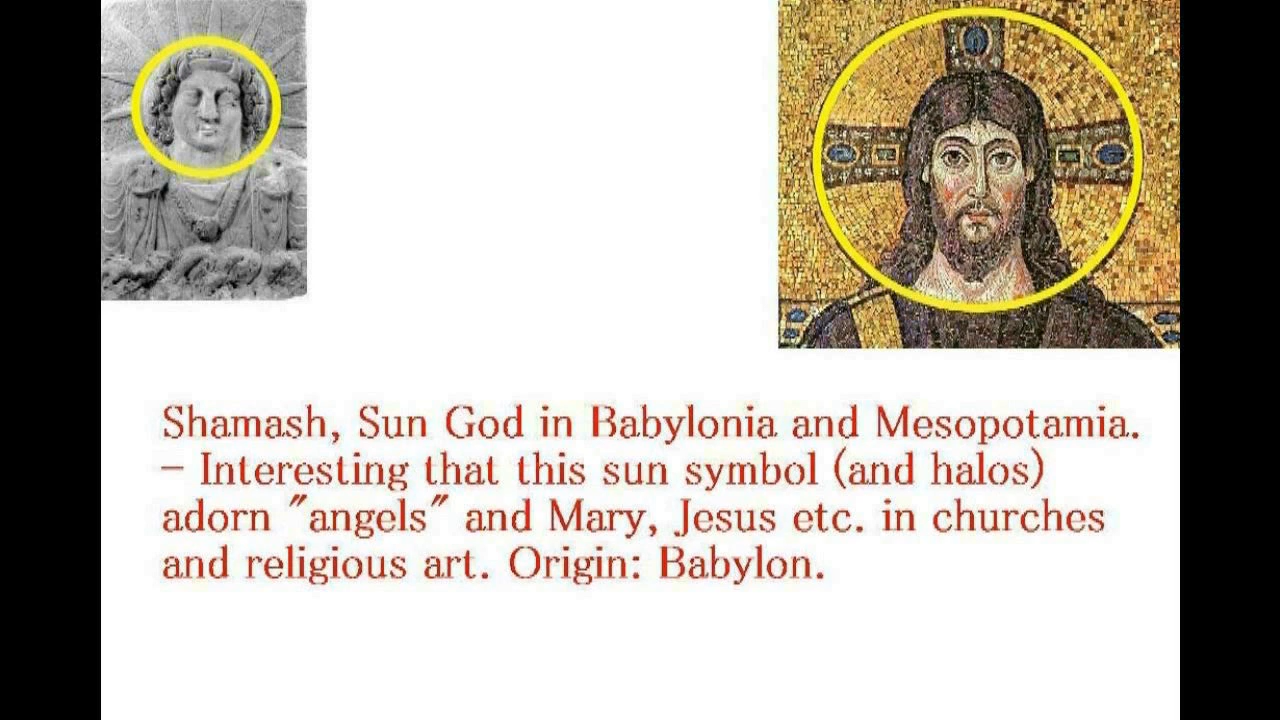 Shamash, Sun God in Babylonia and Mesopotamia.
- Interesting that this sun symbol (and halos)
adorn "angels" and Mary, Jesus etc. in churches
and religious art. Origin: Babylon.